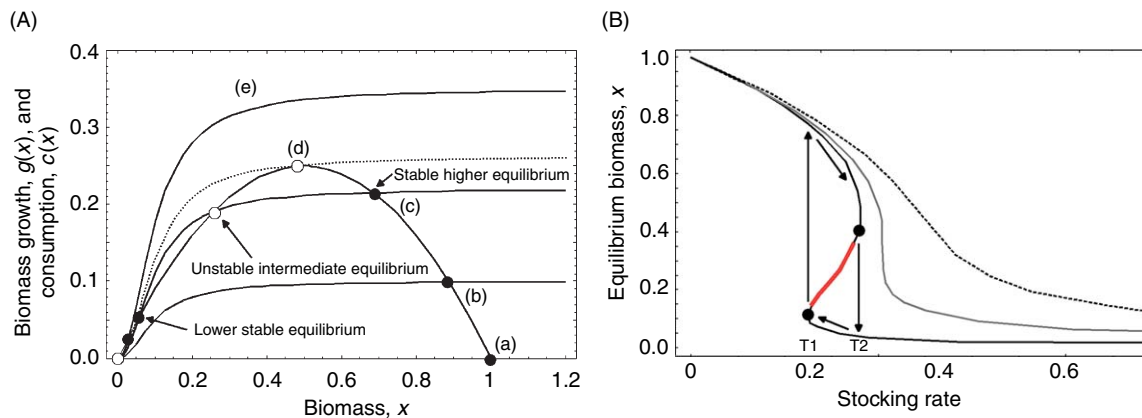 (A)
Biomass growth, g(x), and
consumption, c(x)
0.4
0.3
0.2
0.1
0.0
(e)
(d)
Stable higher equilibrium
(c)
Unstable intermediate equilibrium
(b)
Lower stable equilibrium
(a)
0 0.2 0.4 0.6 0.8 1 1.2
Biomass, x
(B)
Equilibrium biomass, x
1.0
0.8
0.6
0.4
0.2
0.0
T1 T2
0.0 0.2 0.4 0.6
Stocking rate